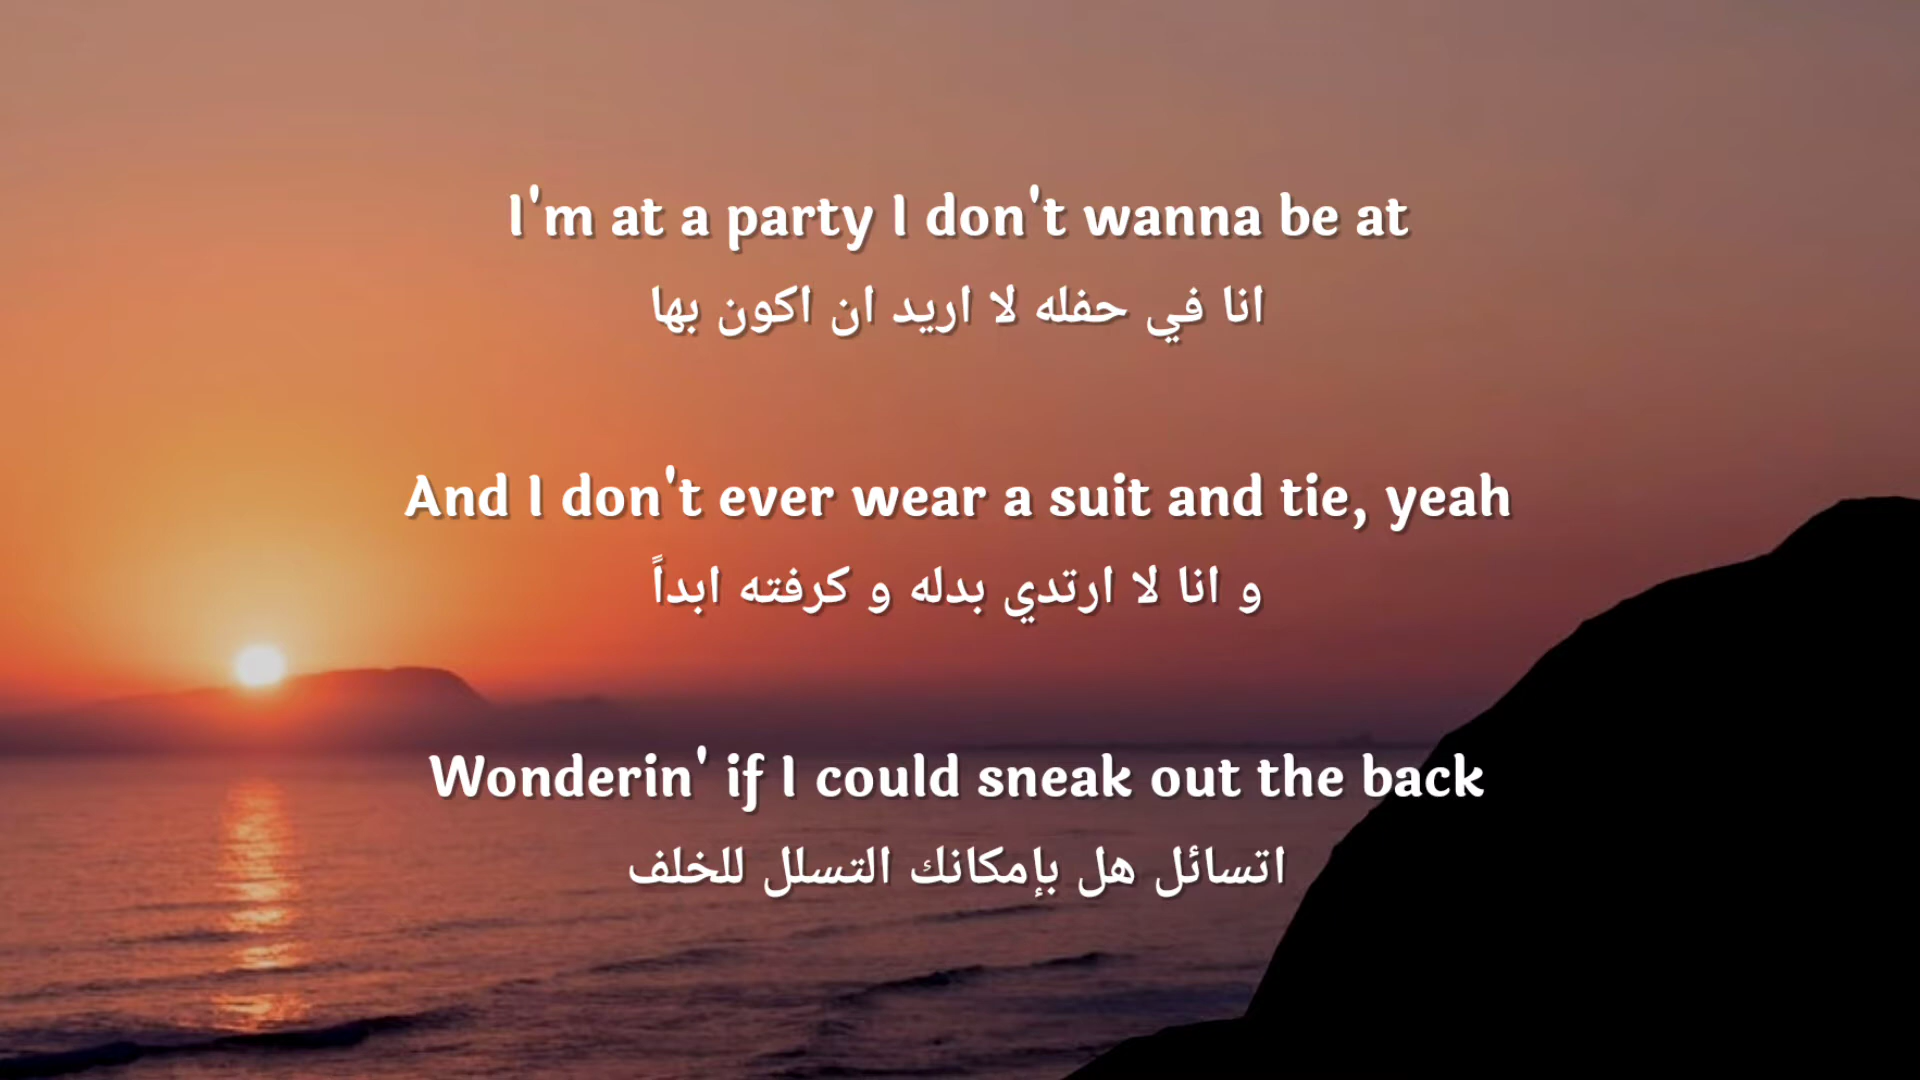 I'm at a party I don't wanna be at
انا في حفله لا اريد ان اكون بها
And I don't ever wear a suit and tie, yeah
و انا لا ارتدي بدله و كرفته ابداً
Wonderin' if I could sneak out the back
اتسائل هل بإمكانك التسلل للخلف